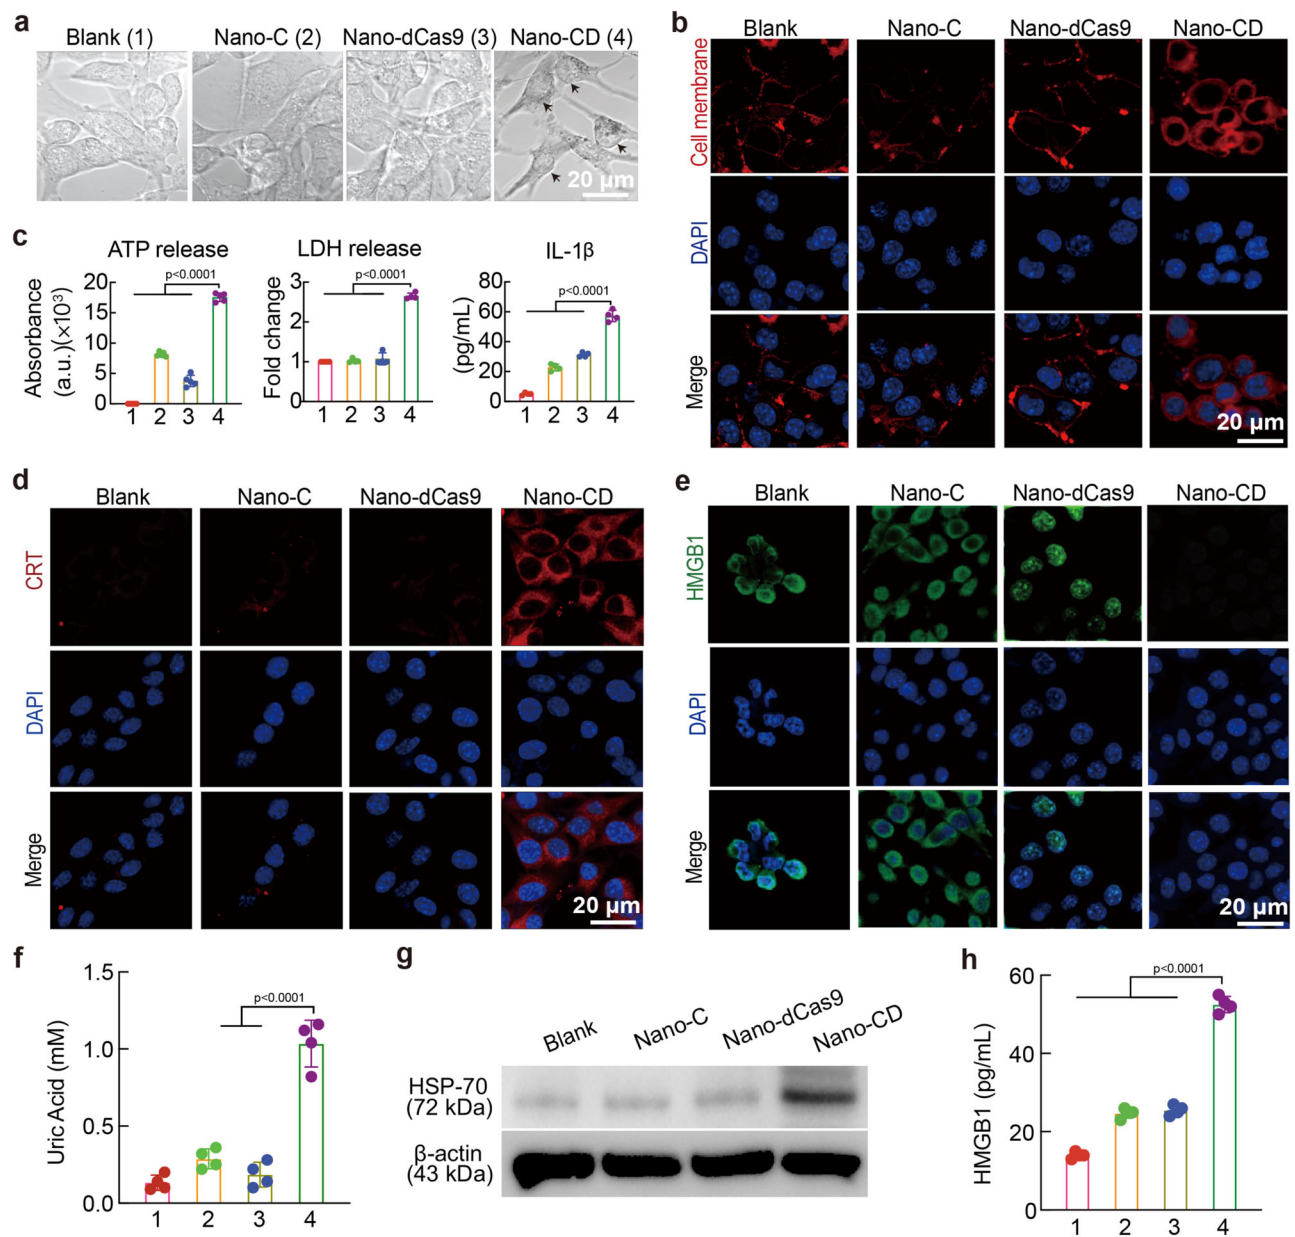 a
Blank (1) Nano-C (2) Nano-dCas9 (3) Nano-CD (4)
20 μm
b
Blank Nano-C Nano-dCas9 Nano-CD
Cell membrane
DAPI
Merge
20 μm
c
ATP release
Absorbance
(a.u.)(×10³)
20
15
10
5
0
p<0.0001
1 2 3 4
LDH release
Fold change
3
2
1
0
p<0.0001
1 2 3 4
IL-1β
(pg/mL)
80
60
40
20
0
p<0.0001
1 2 3 4
d
Blank Nano-C Nano-dCas9 Nano-CD
CRT
DAPI
Merge
20 μm
e
Blank Nano-C Nano-dCas9 Nano-CD
HMGB1
DAPI
Merge
20 μm
f
Uric Acid (mM)
1.5
1.0
0.5
0.0
p<0.0001
1 2 3 4
g
Blank Nano-C Nano-dCas9 Nano-CD
HSP-70
(72 kDa)
β-actin
(43 kDa)
h
HMGB1 (pg/mL)
60
40
20
0
p<0.0001
1 2 3 4